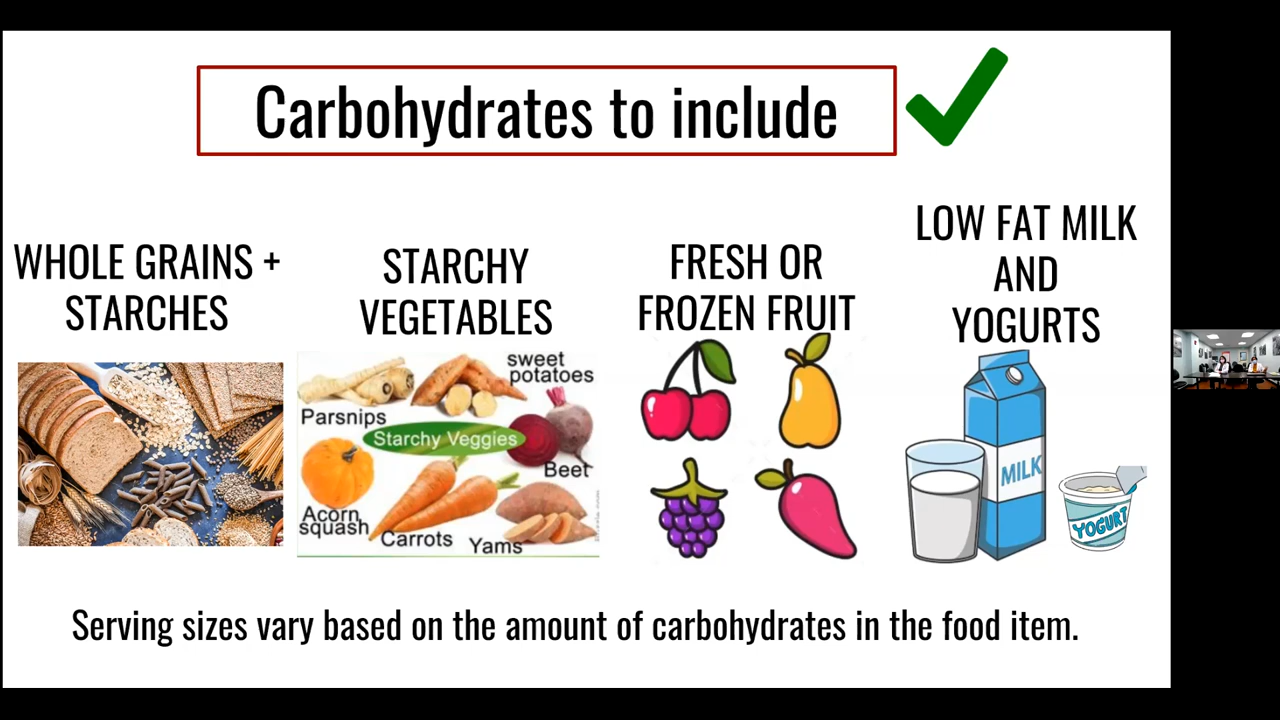 Carbohydrates to include
WHOLE GRAINS +
STARCHES
STARCHY
VEGETABLES
FRESH OR
FROZEN FRUIT
LOW FAT MILK
AND
YOGURTS
sweet
potatoes
Parsnips
Starchy Veggies
Beet
Acorn
squash
Carrots
Yams
MILK
YOGURT
Serving sizes vary based on the amount of carbohydrates in the food item.